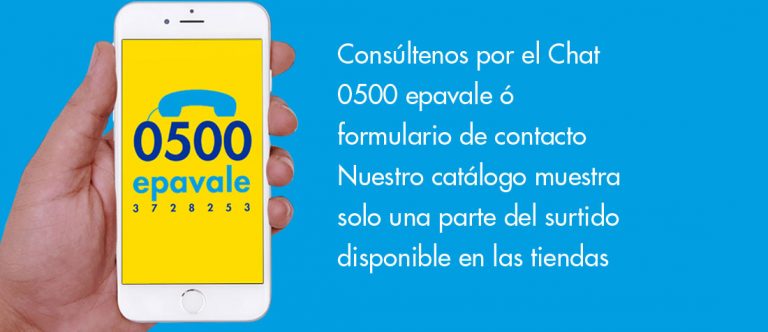 0500
epavale
3 7 2 8 2 5 3
Consúltenos por el Chat
0500 epavale ó
formulario de contacto
Nuestro catálogo muestra
solo una parte del surtido
disponible en las tiendas